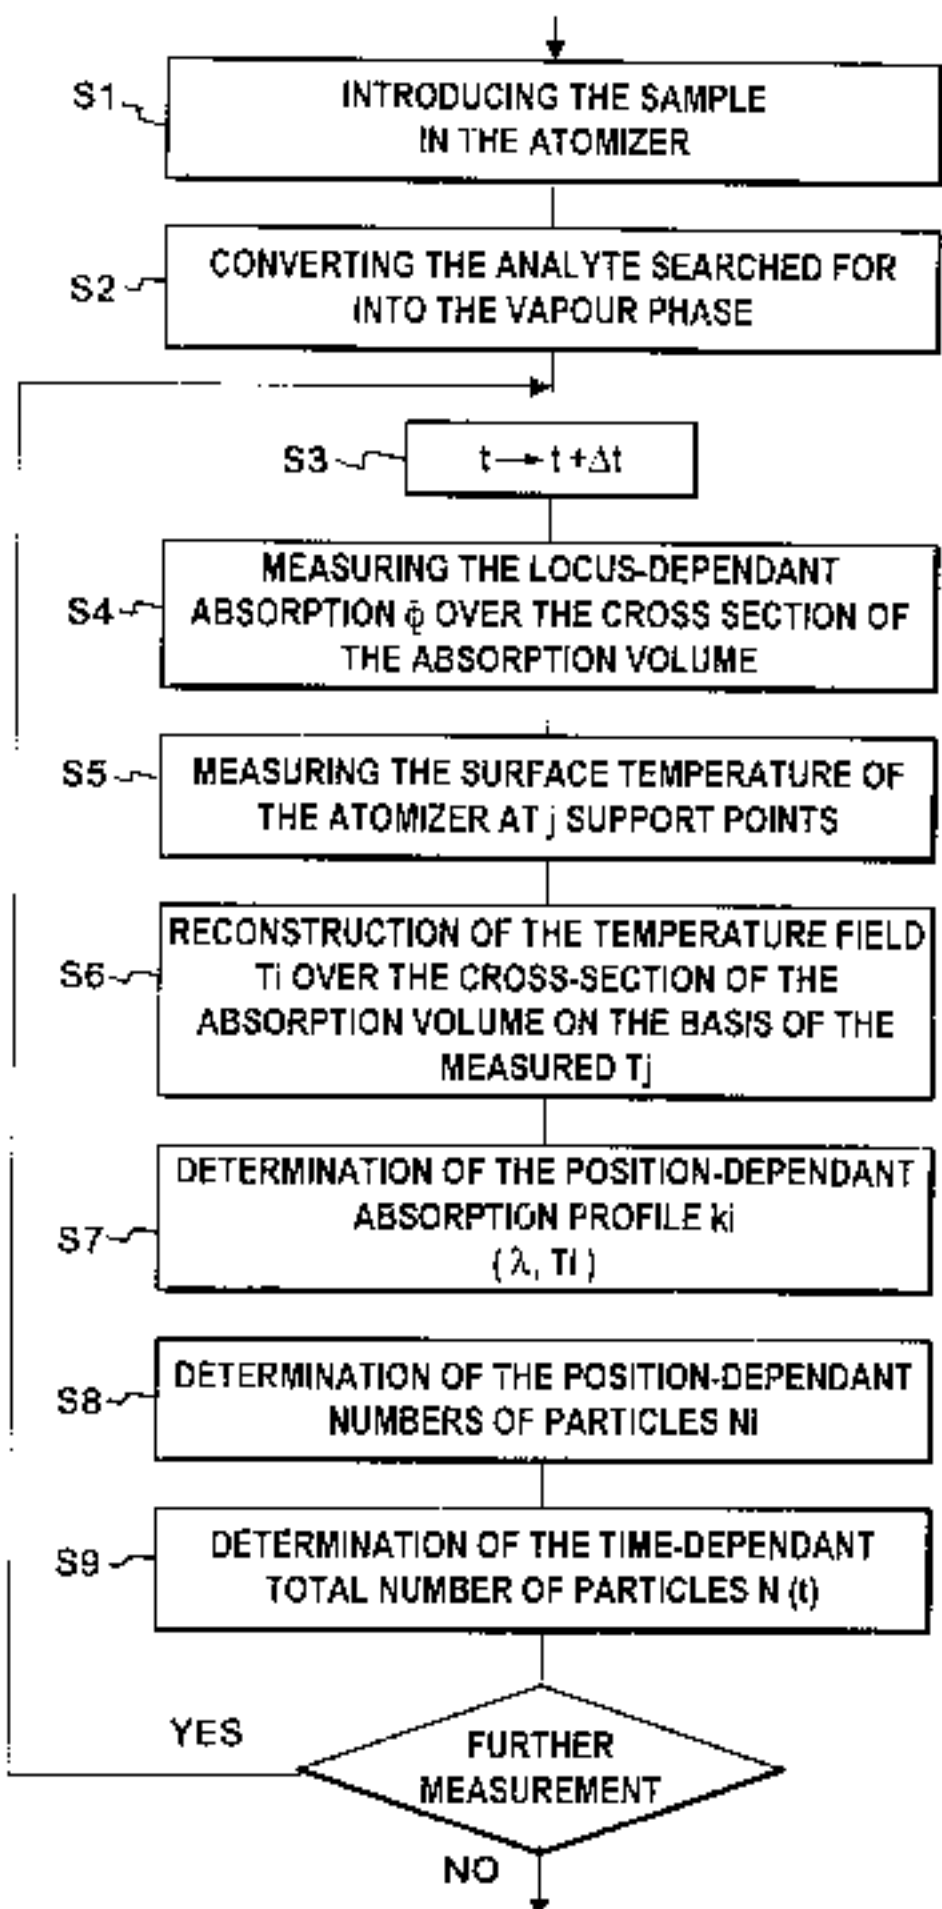 S1
INTRODUCING THE SAMPLE
IN THE ATOMIZER
S2
CONVERTING THE ANALYTE SEARCHED FOR
INTO THE VAPOUR PHASE
S3
t → t +Δt
S4
MEASURING THE LOCUS-DEPENDANT
ABSORPTION OVER THE CROSS SECTION OF
THE ABSORPTION VOLUME
S5
MEASURING THE SURFACE TEMPERATURE OF
THE ATOMIZER AT j SUPPORT POINTS
S6
RECONSTRUCTION OF THE TEMPERATURE FIELD
Ti OVER THE CROSS-SECTION OF THE
ABSORPTION VOLUME ON THE BASIS OF THE
MEASURED Tj
S7
DETERMINATION OF THE POSITION-DEPENDANT
ABSORPTION PROFILE ki
( λ, Ti )
S8
DETERMINATION OF THE POSITION-DEPENDANT
NUMBERS OF PARTICLES Ni
S9
DETERMINATION OF THE TIME-DEPENDANT
TOTAL NUMBER OF PARTICLES N (t)
YES
FURTHER
MEASUREMENT
NO